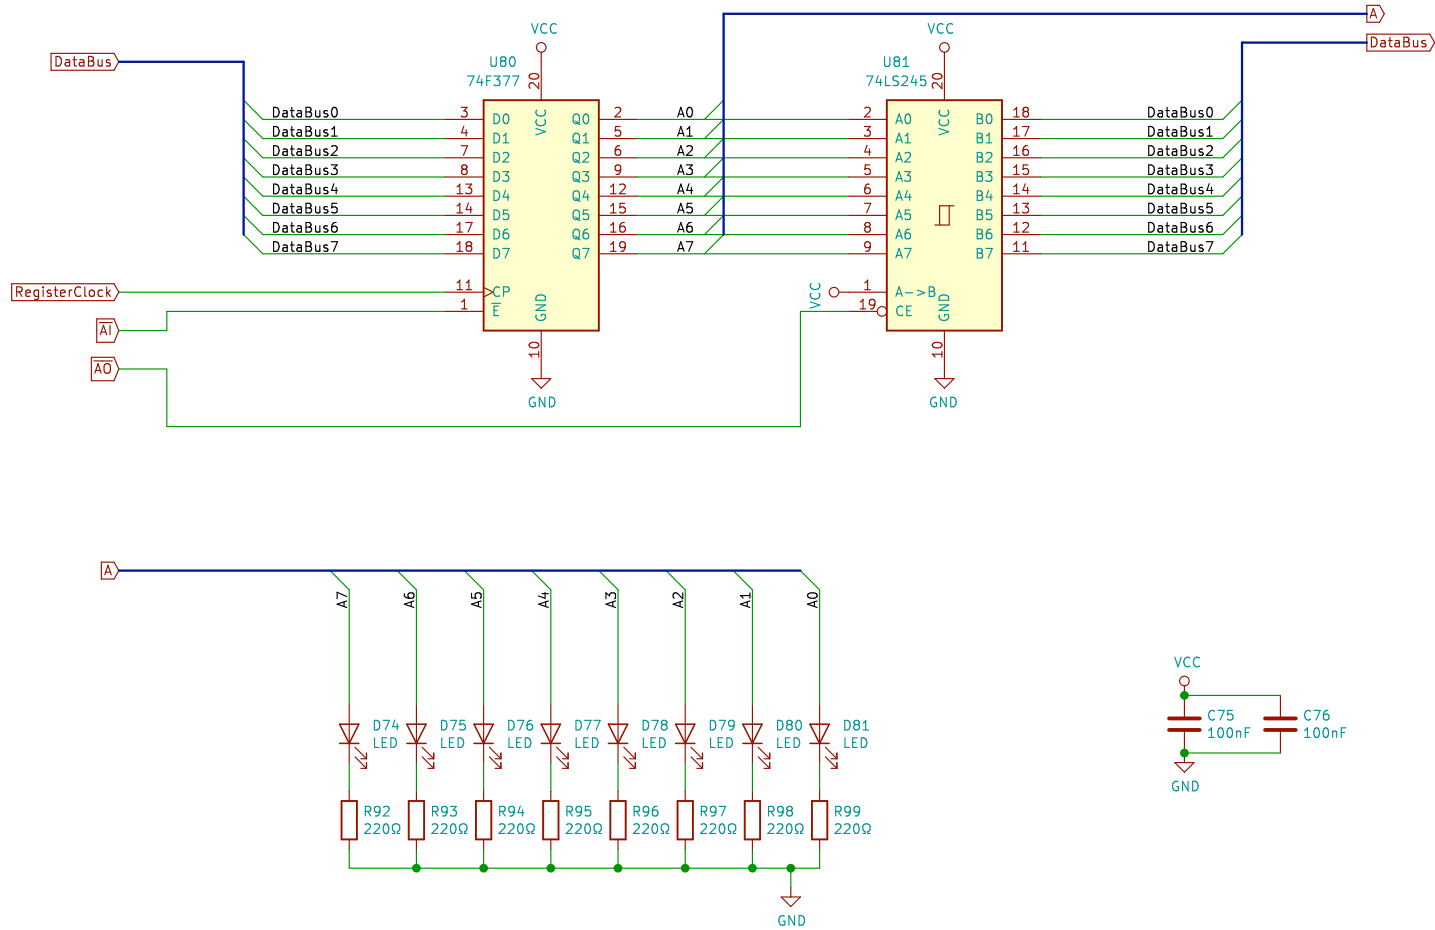 A
DataBus
DataBus
VCC
VCC
U80
74F377
U81
74LS245
20
20
VCC
VCC
DataBus0 3 D0 Q0 2 A0 2 A0 B0 18 DataBus0
DataBus1 4 D1 Q1 5 A1 3 A1 B1 17 DataBus1
DataBus2 7 D2 Q2 6 A2 4 A2 B2 16 DataBus2
DataBus3 8 D3 Q3 9 A3 5 A3 B3 15 DataBus3
DataBus4 13 D4 Q4 12 A4 6 A4 B4 14 DataBus4
DataBus5 14 D5 Q5 15 A5 7 A5 B5 13 DataBus5
DataBus6 17 D6 Q6 16 A6 8 A6 B6 12 DataBus6
DataBus7 18 D7 Q7 19 A7 9 A7 B7 11 DataBus7
RegisterClock 11 CP
VCC 1 A->B
1 E
19 CE
GND
GND
AI
AO
10
10
GND
GND
A
A7 A6 A5 A4 A3 A2 A1 A0
D74 D75 D76 D77 D78 D79 D80 D81
LED LED LED LED LED LED LED LED
R92 R93 R94 R95 R96 R97 R98 R99
220Ω 220Ω 220Ω 220Ω 220Ω 220Ω 220Ω 220Ω
GND
VCC
C75 C76
100nF 100nF
GND